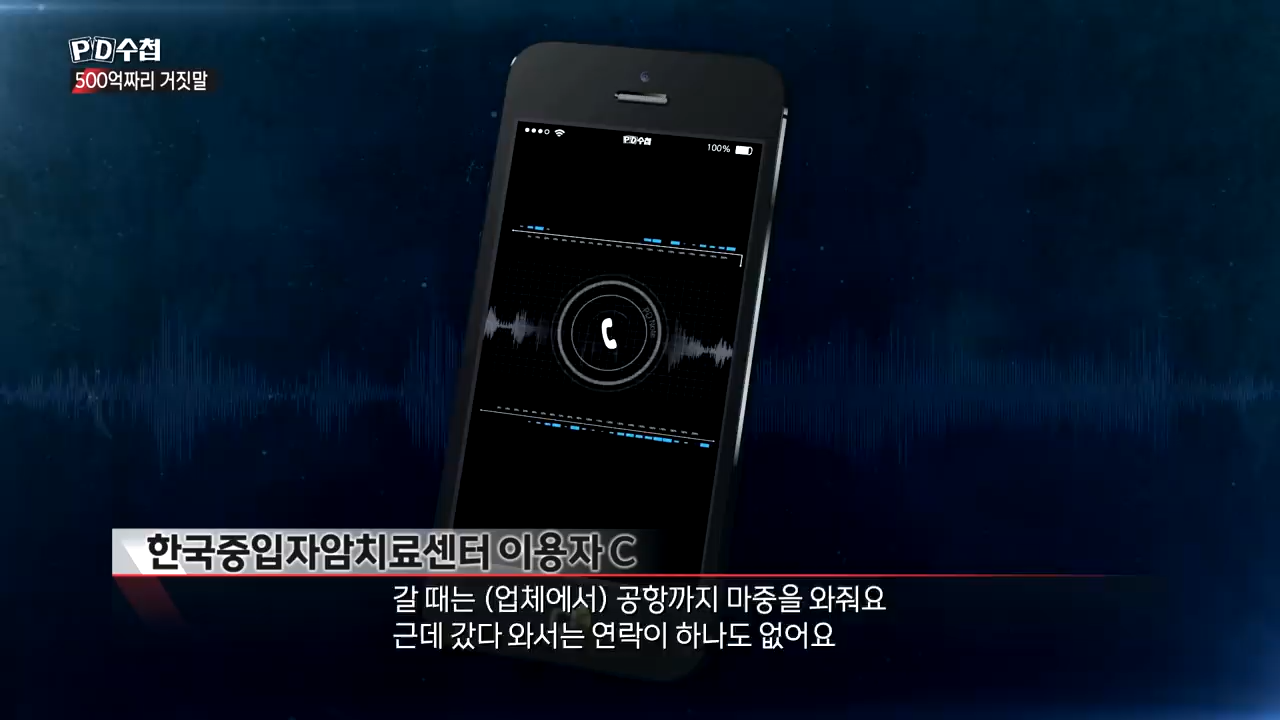 PD수첩
500억짜리 거짓말
PD수첩
100%
PD Note
한국중입자암치료센터 이용자 C
갈 때는 (업체에서) 공항까지 마중을 와줘요
근데 갔다 와서는 연락이 하나도 없어요